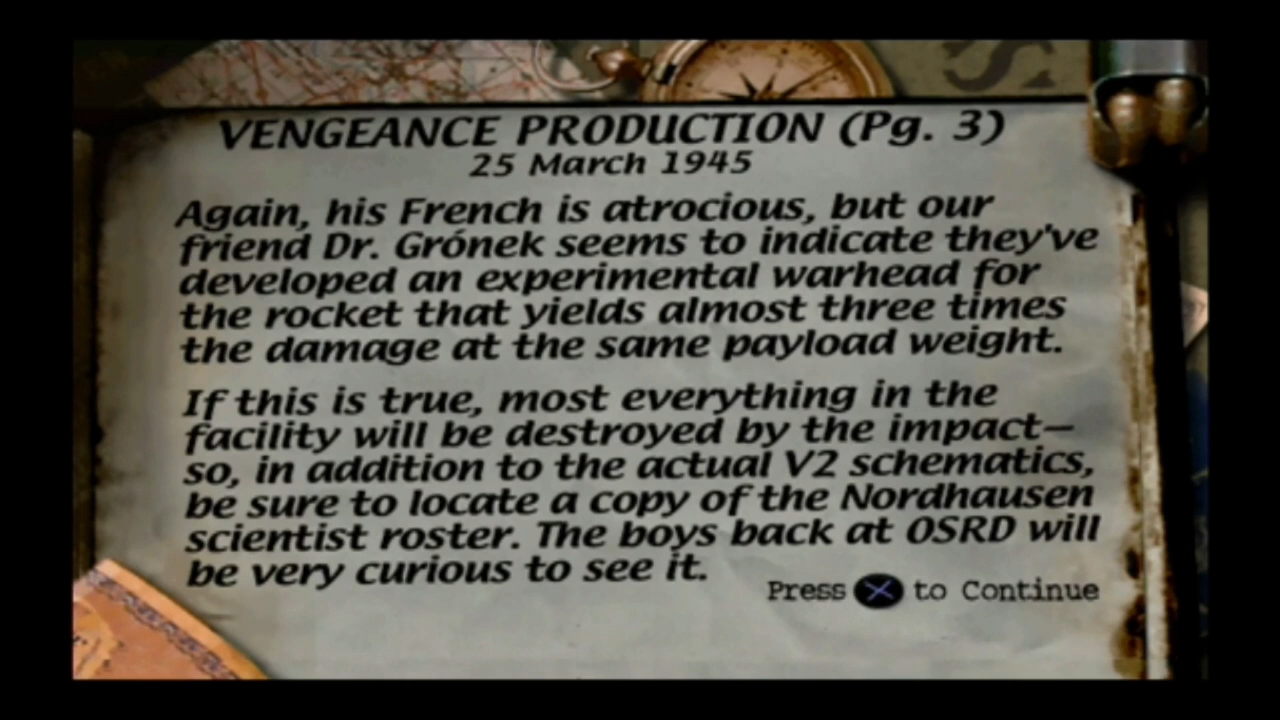 VENGEANCE PRODUCTION (Pg. 3)
25 March 1945
Again, his French is atrocious, but our
friend Dr. Grónek seems to indicate they've
developed an experimental warhead for
the rocket that yields almost three times
the damage at the same payload weight.
If this is true, most everything in the
facility will be destroyed by the impact—
so, in addition to the actual V2 schematics,
be sure to locate a copy of the Nordhausen
scientist roster. The boys back at OSRD will
be very curious to see it.
Press to Continue